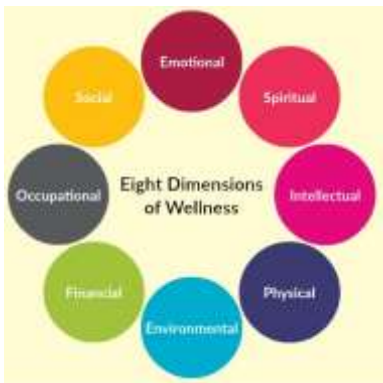 Emotional
Social
Spiritual
Occupational
Eight Dimensions
of Wellness
Intellectual
Financial
Physical
Environmental